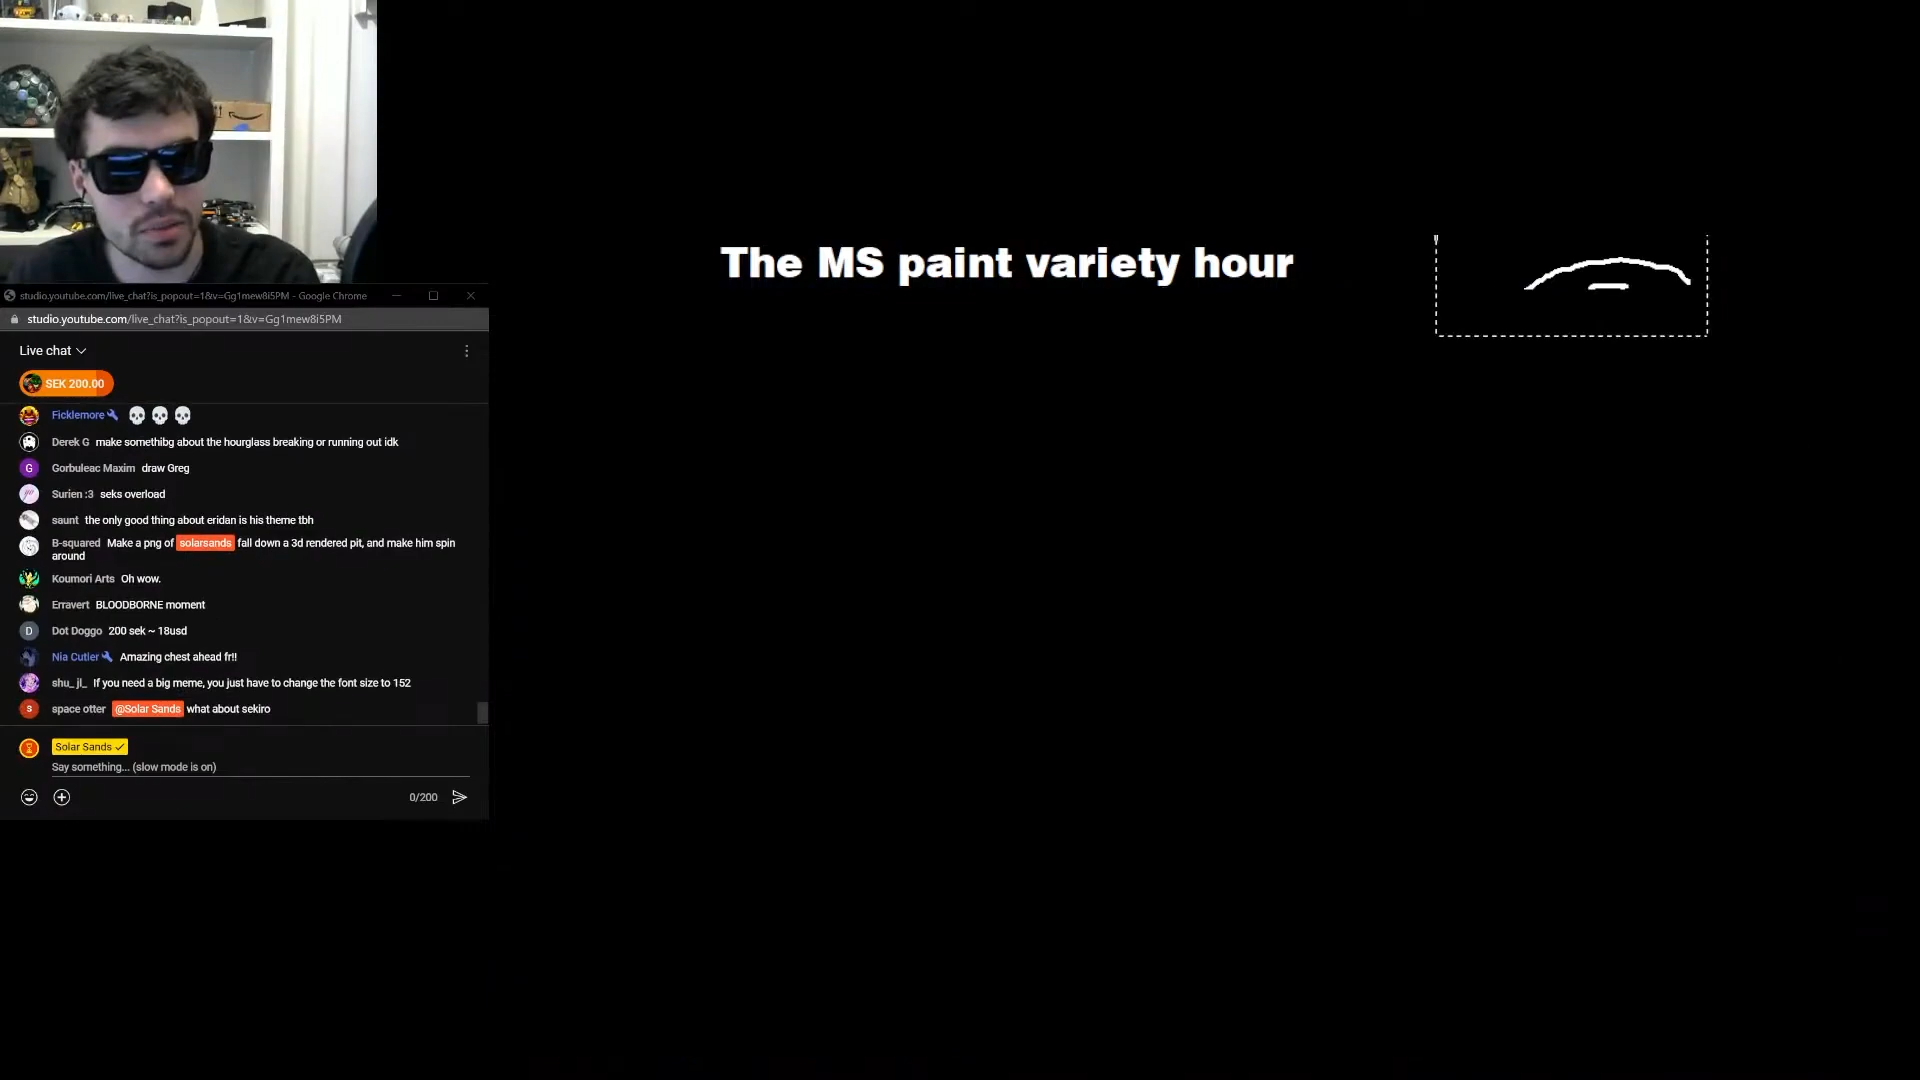 The MS paint variety hour
studio.youtube.com/live_chat?is_popout=1&v=Gg1mew8i5PM - Google Chrome
studio.youtube.com/live_chat?is_popout=1&v=Gg1mew8i5PM
Live chat
SEK 200.00
Ficklemore 💀 💀 💀
Derek G make somethibg about the hourglass breaking or running out idk
G Gorbuleac Maxim draw Greg
Surien :3 seks overload
saunt the only good thing about eridan is his theme tbh
B-squared Make a png of solarsands fall down a 3d rendered pit, and make him spin
around
Koumori Arts Oh wow.
Erravert BLOODBORNE moment
D Dot Doggo 200 sek ~ 18usd
Nia Cutler Amazing chest ahead fr!!
shu_ji_ If you need a big meme, you just have to change the font size to 152
S space otter @Solar Sands what about sekiro
Solar Sands
Say something... (slow mode is on)
0/200